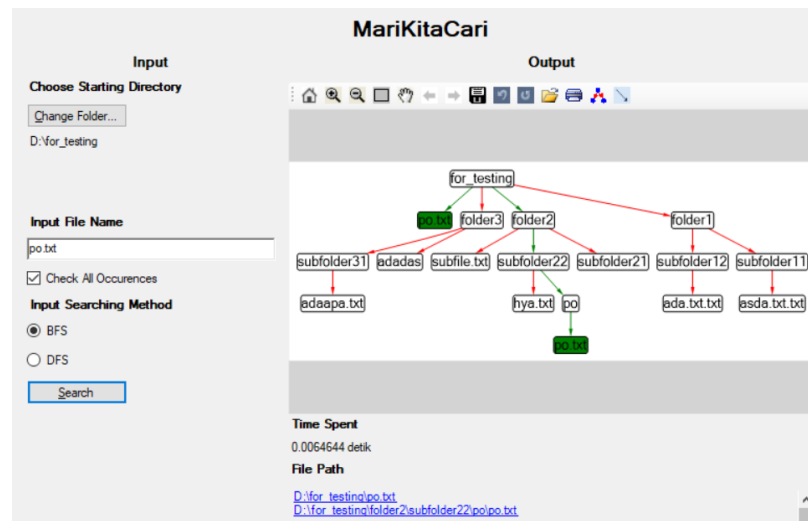 MariKitaCari
Input
Output
Choose Starting Directory
Change Folder...
D:\for_testing
Input File Name
po.txt
Check All Occurences
Input Searching Method
BFS
DFS
Search
for_testing
po.txt folder3 folder2 folder1
subfolder31 adadas subfile.txt subfolder22 subfolder21 subfolder12 subfolder11
adaapa.txt hya.txt po ada.txt.txt asda.txt.txt
po.txt
Time Spent
0.0064644 detik
File Path
D:\for_testing\po.txt
D:\for_testing\folder2\subfolder22\po\po.txt